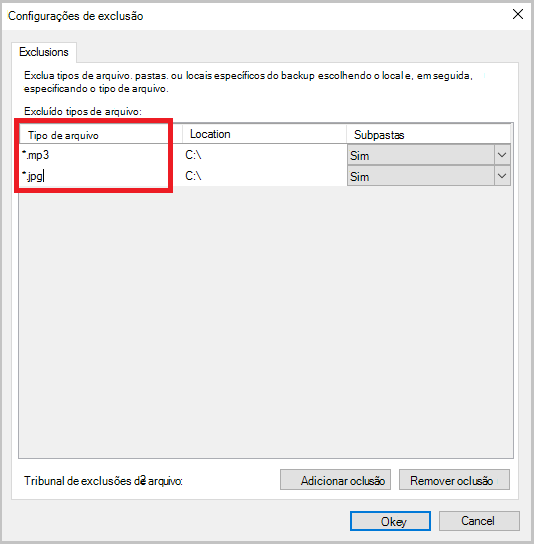 Configurações de exclusão
Exclusions
Exclua tipos de arquivo. pastas. ou locais específicos do backup escolhendo o local e, em seguida,
especificando o tipo de arquivo.
Excluído tipos de arquivo:
Tipo de arquivo Location Subpastas
*.mp3 C:\ Sim
*.jpg C:\ Sim
Tribunal de exclusões de arquivo: 2
Adicionar oclusão Remover oclusão
Okey Cancel